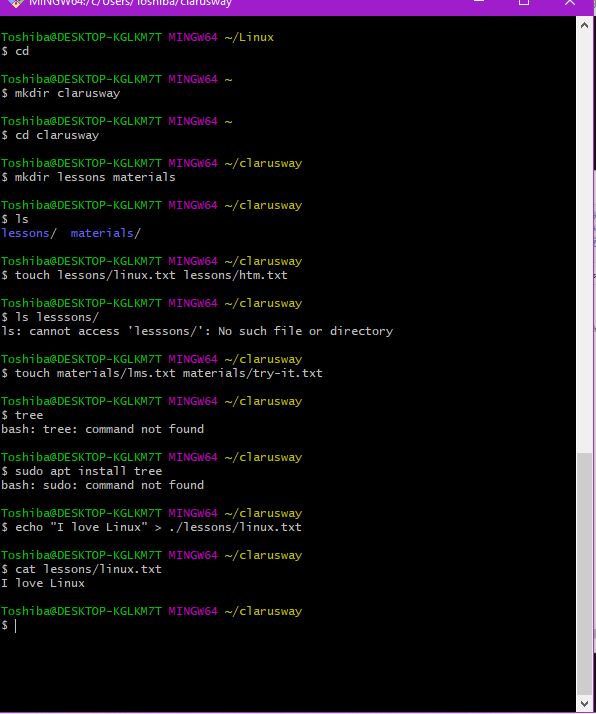 MINGW64:/c/Users/Toshiba/clarusway
Toshiba@DESKTOP-KGLKM7T MINGW64 ~/Linux
$ cd
Toshiba@DESKTOP-KGLKM7T MINGW64 ~
$ mkdir clarusway
Toshiba@DESKTOP-KGLKM7T MINGW64 ~
$ cd clarusway
Toshiba@DESKTOP-KGLKM7T MINGW64 ~/clarusway
$ mkdir lessons materials
Toshiba@DESKTOP-KGLKM7T MINGW64 ~/clarusway
$ ls
lessons/  materials/
Toshiba@DESKTOP-KGLKM7T MINGW64 ~/clarusway
$ touch lessons/linux.txt lessons/htm.txt
Toshiba@DESKTOP-KGLKM7T MINGW64 ~/clarusway
$ ls lesssons/
ls: cannot access 'lesssons/': No such file or directory
Toshiba@DESKTOP-KGLKM7T MINGW64 ~/clarusway
$ touch materials/lms.txt materials/try-it.txt
Toshiba@DESKTOP-KGLKM7T MINGW64 ~/clarusway
$ tree
bash: tree: command not found
Toshiba@DESKTOP-KGLKM7T MINGW64 ~/clarusway
$ sudo apt install tree
bash: sudo: command not found
Toshiba@DESKTOP-KGLKM7T MINGW64 ~/clarusway
$ echo "I love Linux" > ./lessons/linux.txt
Toshiba@DESKTOP-KGLKM7T MINGW64 ~/clarusway
$ cat lessons/linux.txt
I love Linux
Toshiba@DESKTOP-KGLKM7T MINGW64 ~/clarusway
$